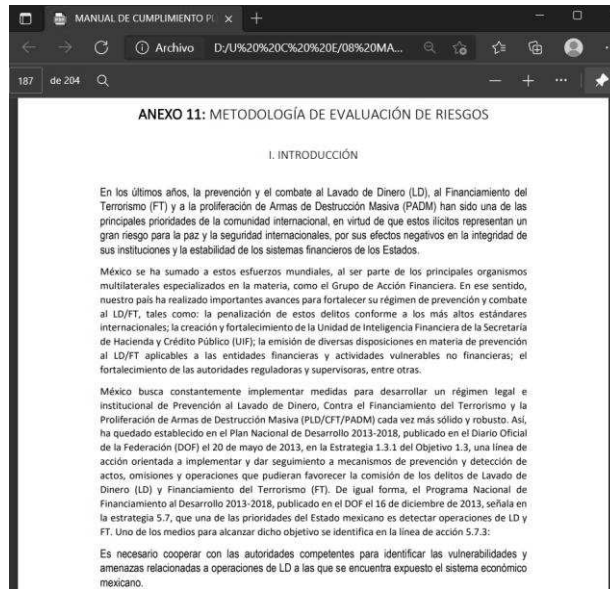 MANUAL DE CUMPLIMIENTO PL
Archivo
D:/U%20%20C%20%20E/08%20MA...
187
de 204
ANEXO 11: METODOLOGÍA DE EVALUACIÓN DE RIESGOS
I. INTRODUCCIÓN
En los últimos años, la prevención y el combate al Lavado de Dinero (LD), al Financiamiento del
Terrorismo (FT) y a la proliferación de Armas de Destrucción Masiva (PADM) han sido una de las
principales prioridades de la comunidad internacional, en virtud de que estos ilícitos representan un
gran riesgo para la paz y la seguridad internacionales, por sus efectos negativos en la integridad de
sus instituciones y la estabilidad de los sistemas financieros de los Estados.
México se ha sumado a estos esfuerzos mundiales, al ser parte de los principales organismos
multilaterales especializados en la materia, como el Grupo de Acción Financiera. En ese sentido,
nuestro país ha realizado importantes avances para fortalecer su régimen de prevención y combate
al LD/FT, tales como: la penalización de estos delitos conforme a los más altos estándares
internacionales; la creación y fortalecimiento de la Unidad de Inteligencia Financiera de la Secretaría
de Hacienda y Crédito Público (UIF); la emisión de diversas disposiciones en materia de prevención
al LD/FT aplicables a las entidades financieras y actividades vulnerables no financieras; el
fortalecimiento de las autoridades reguladoras y supervisoras, entre otras.
México busca constantemente implementar medidas para desarrollar un régimen legal e
institucional de Prevención al Lavado de Dinero, Contra el Financiamiento del Terrorismo y la
Proliferación de Armas de Destrucción Masiva (PLD/CFT/PADM) cada vez más sólido y robusto. Así,
ha quedado establecido en el Plan Nacional de Desarrollo 2013-2018, publicado en el Diario Oficial
de la Federación (DOF) el 20 de mayo de 2013, en la Estrategia 1.3.1 del Objetivo 1.3, una línea de
acción orientada a implementar y dar seguimiento a mecanismos de prevención y detección de
actos, omisiones y operaciones que pudieran favorecer la comisión de los delitos de Lavado de
Dinero (LD) y Financiamiento del Terrorismo (FT). De igual forma, el Programa Nacional de
Financiamiento al Desarrollo 2013-2018, publicado en el DOF el 16 de diciembre de 2013, señala en
la estrategia 5.7, que una de las prioridades del Estado mexicano es detectar operaciones de LD y
FT. Uno de los medios para alcanzar dicho objetivo se identifica en la línea de acción 5.7.3:
Es necesario cooperar con las autoridades competentes para identificar las vulnerabilidades y
amenazas relacionadas a operaciones de LD a las que se encuentra expuesto el sistema económico
mexicano.